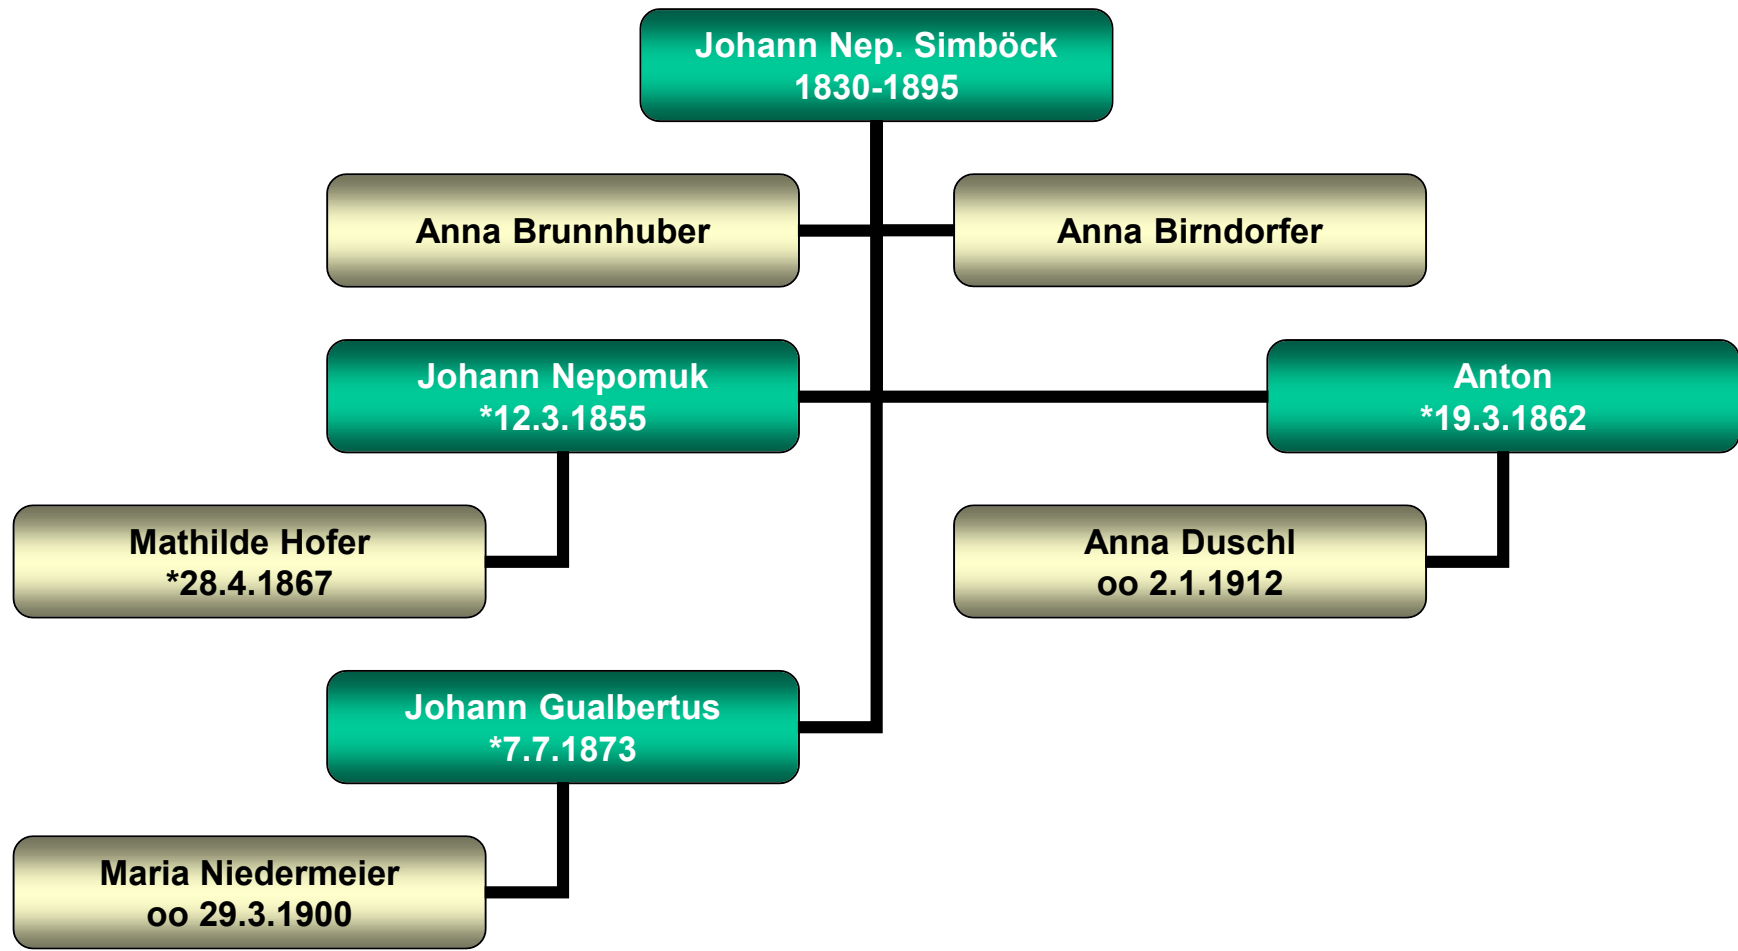 Johann Nep. Simböck
1830-1895
Anna Brunnhuber
Anna Birndorfer
Johann Nepomuk
*12.3.1855
Anton
*19.3.1862
Mathilde Hofer
*28.4.1867
Anna Duschl
oo 2.1.1912
Johann Gualbertus
*7.7.1873
Maria Niedermeier
oo 29.3.1900